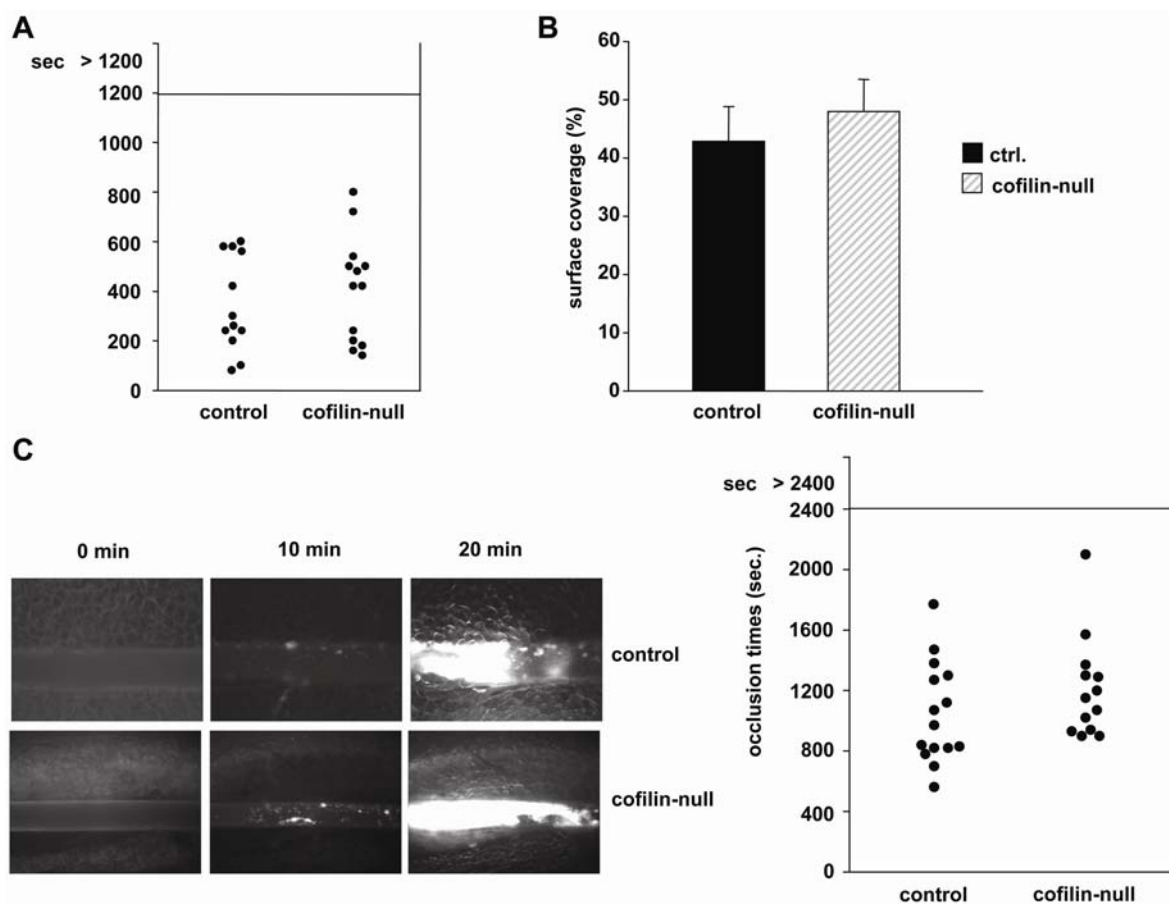 A
sec > 1200
1200
1000
800
600
400
200
0
control cofilin-null
B
60
50
40
30
20
10
0
surface coverage (%)
control cofilin-null
ctrl.
cofilin-null
C
0 min 10 min 20 min
control
cofilin-null
sec > 2400
2400
2000
1600
1200
800
400
0
occlusion times (sec.)
control cofilin-null